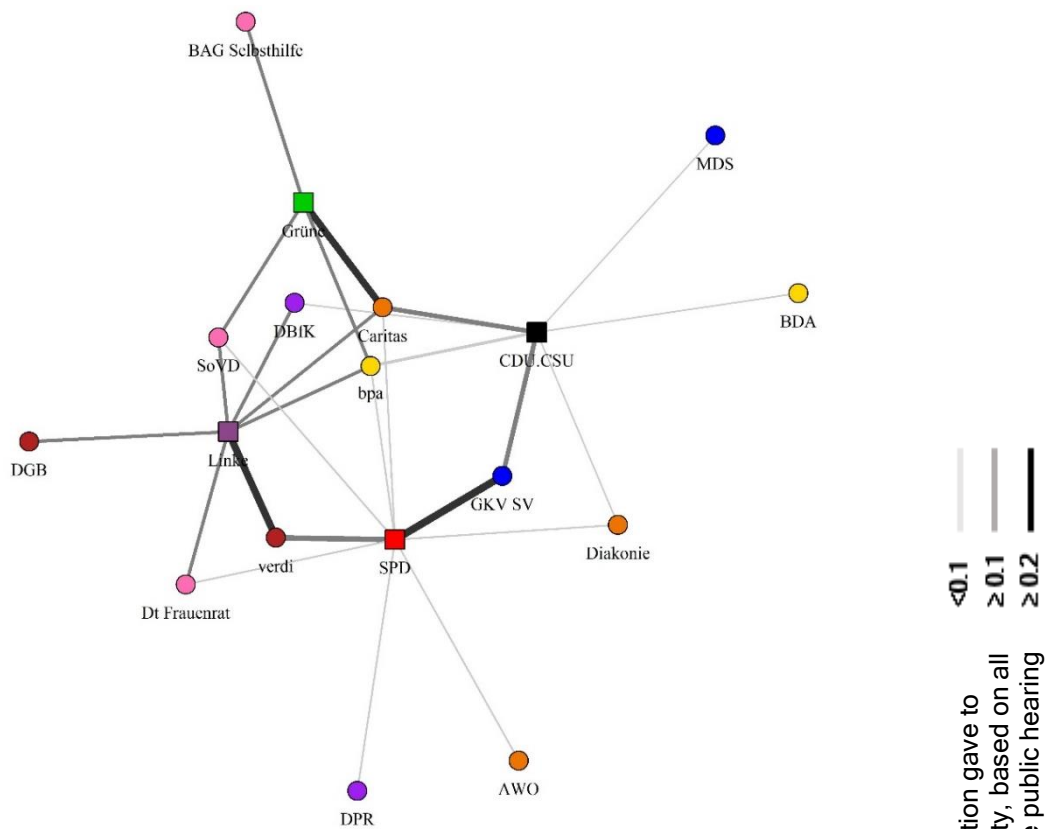 BAG Selbsthilfe
MDS
Grüne
BDA
DBfK
Caritas
CDU.CSU
SoVD
bpa
Linke
DGB
GKV SV
Diakonie
verdi
SPD
Dt Frauenrat
AWO
DPR
<0.1
≥ 0.1
≥ 0.2
tion gave to
ty, based on all
e public hearing